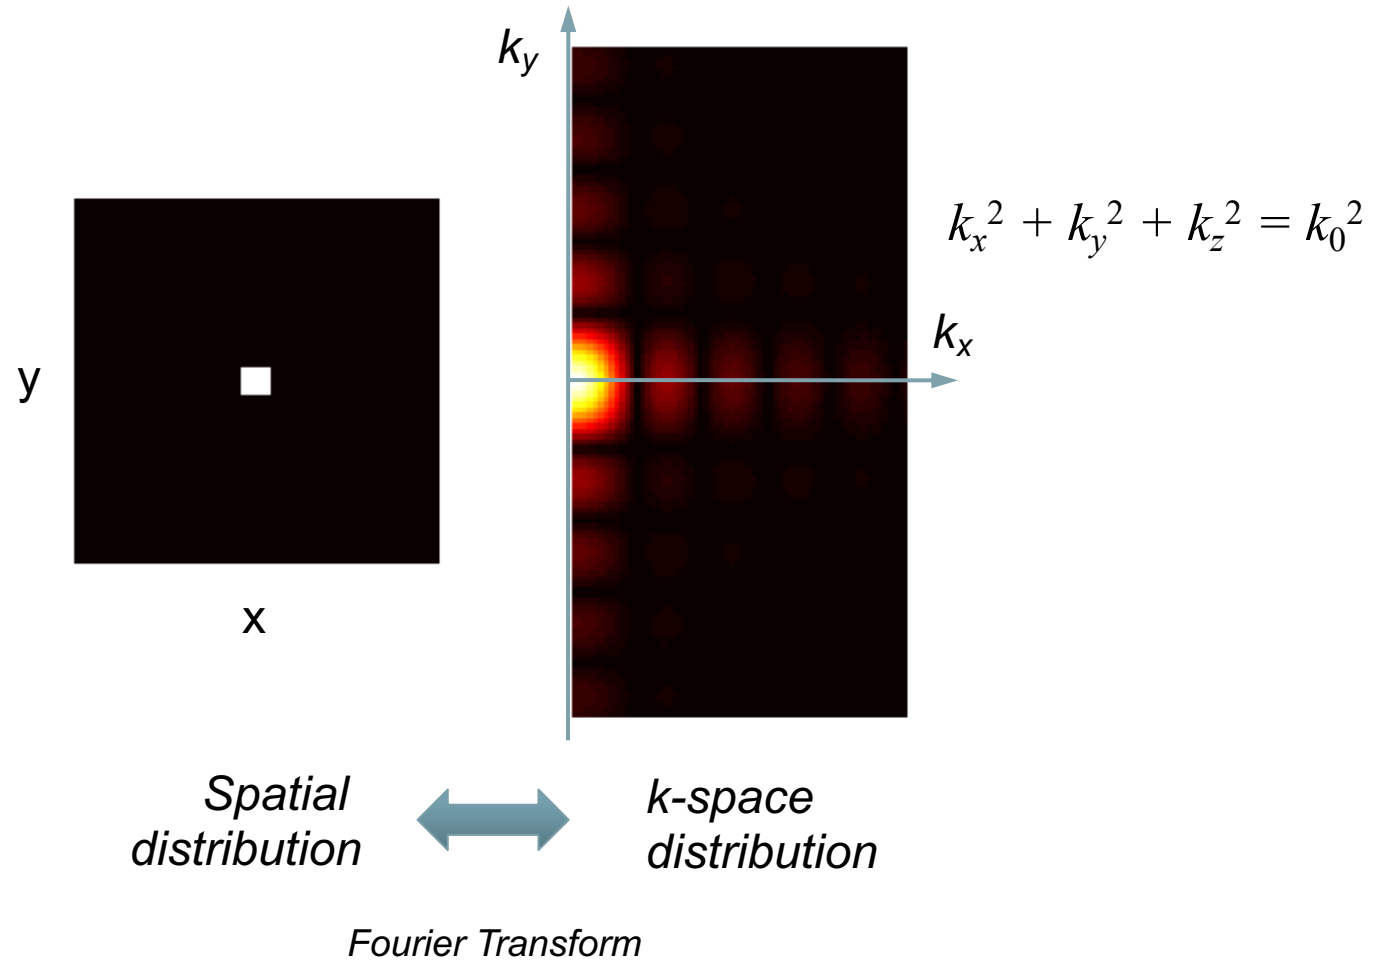 k_y
k_x^2 + k_y^2 + k_z^2 = k_0^2
k_x
y
x
Spatial
distribution
k-space
distribution
Fourier Transform